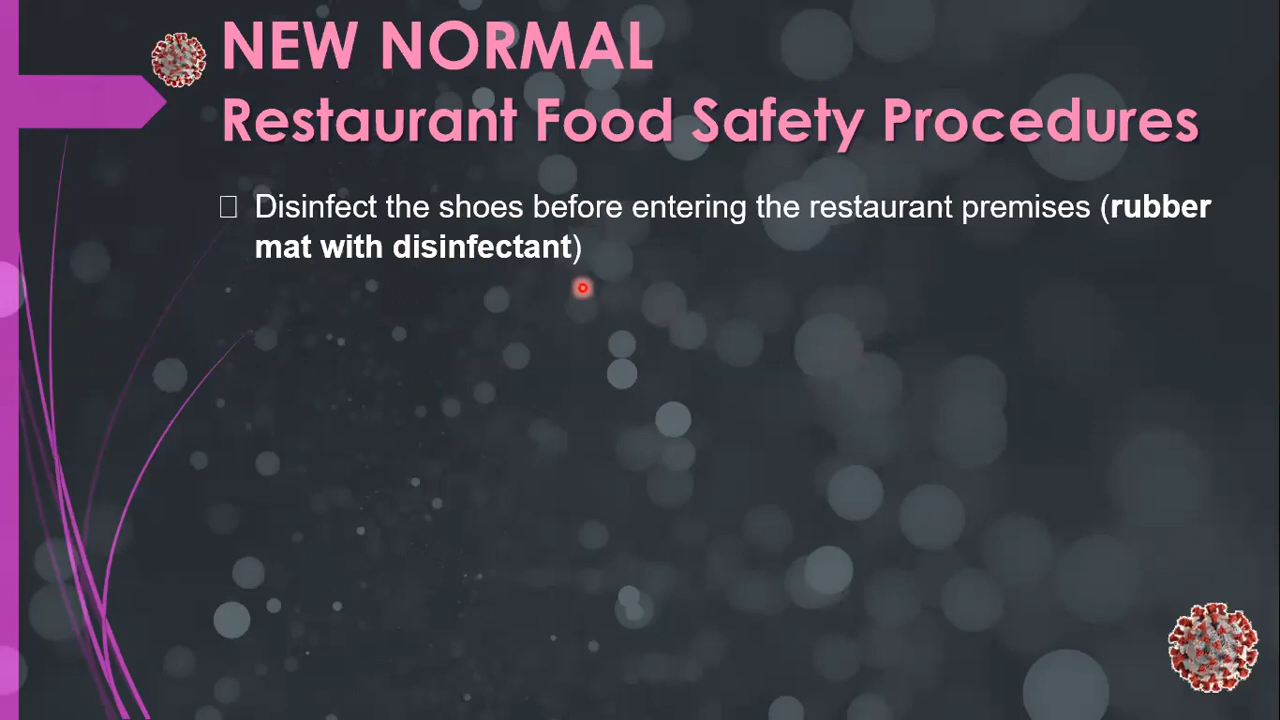 NEW NORMAL
Restaurant Food Safety Procedures
Disinfect the shoes before entering the restaurant premises (rubber
mat with disinfectant)